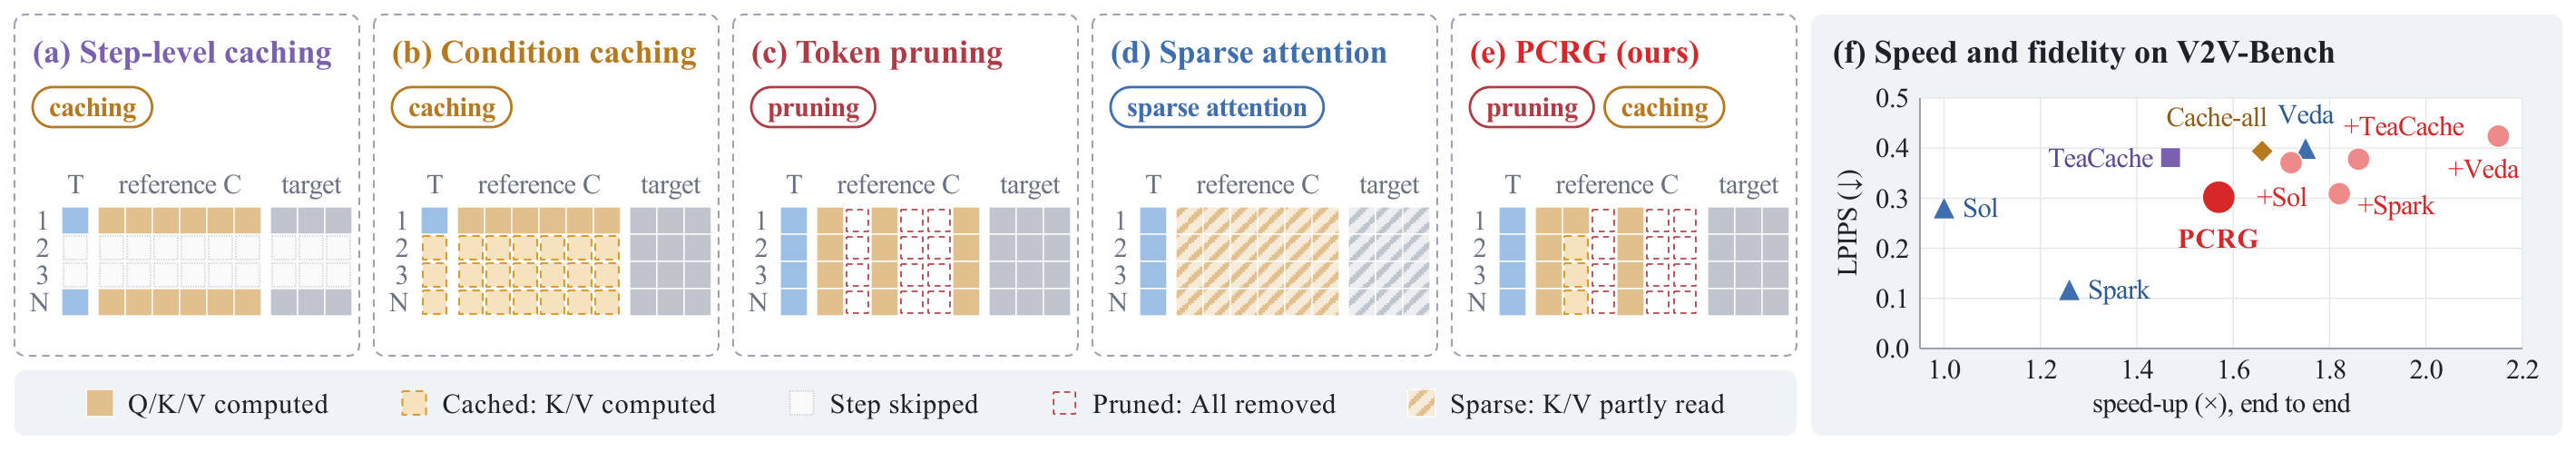 (a) Step-level caching
caching
T reference C target
1
2
3
N
(b) Condition caching
caching
T reference C target
1
2
3
N
(c) Token pruning
pruning
T reference C target
1
2
3
N
(d) Sparse attention
sparse attention
T reference C target
1
2
3
N
(e) PCRG (ours)
pruning caching
T reference C target
1
2
3
N
Q/K/V computed
Cached: K/V computed
Step skipped
Pruned: All removed
Sparse: K/V partly read
(f) Speed and fidelity on V2V-Bench
LPIPS (↓)
0.5
0.4
0.3
0.2
0.1
0.0
Cache-all
Veda
+TeaCache
TeaCache
+Veda
Sol
+Sol
+Spark
PCRG
Spark
1.0 1.2 1.4 1.6 1.8 2.0 2.2
speed-up (×), end to end